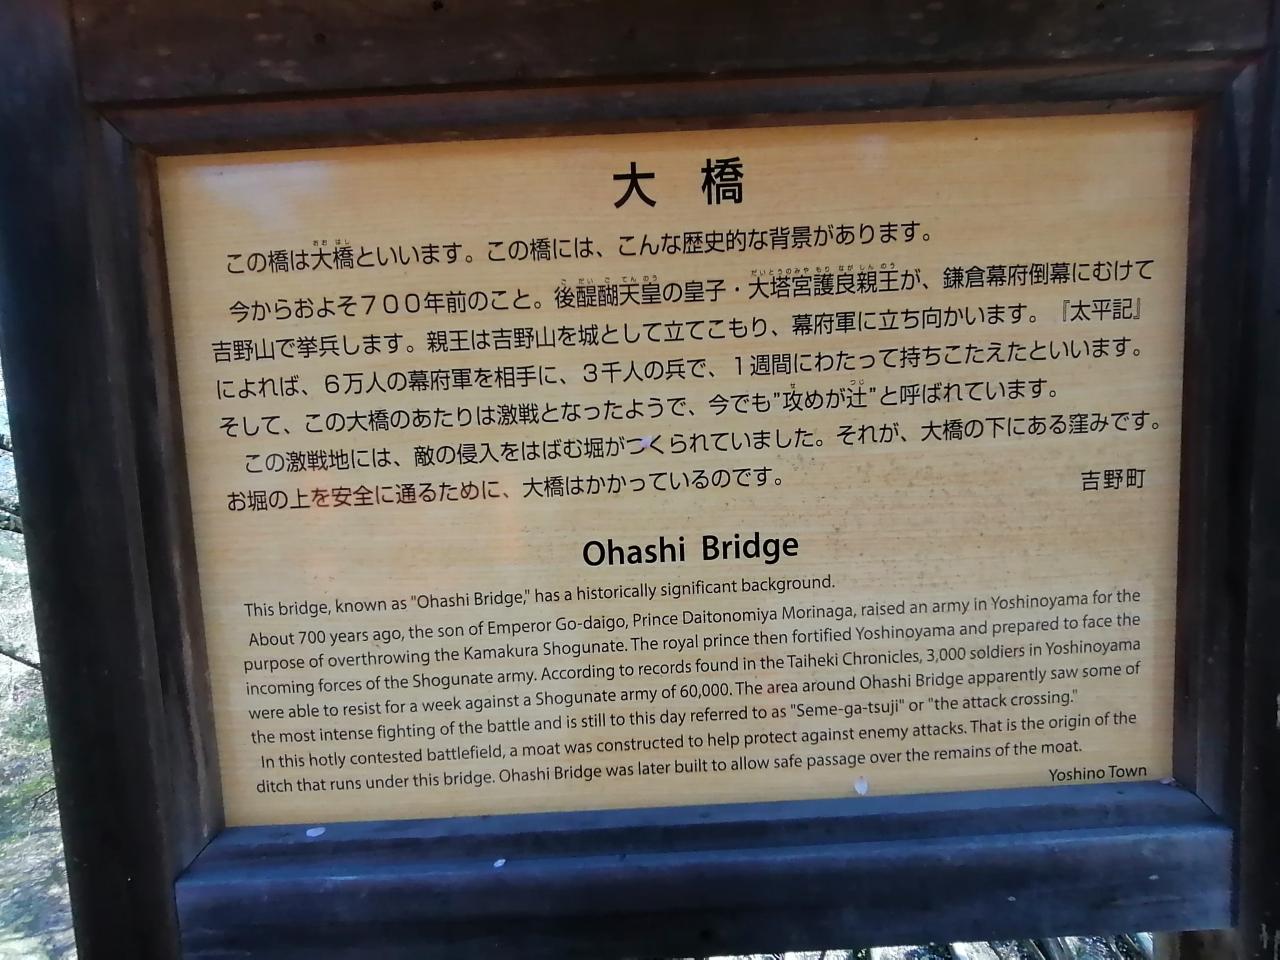 大橋
この橋は大橋といいます。この橋には、こんな歴史的な背景があります。
今からおよそ７００年前のこと。後醍醐天皇の皇子・大塔宮護良親王が、鎌倉幕府倒幕にむけて
吉野山で挙兵します。親王は吉野山を城として立てこもり、幕府軍に立ち向かいます。『太平記』
によれば、６万人の幕府軍を相手に、３千人の兵で、１週間にわたって持ちこたえたといいます。
そして、この大橋のあたりは激戦となったようで、今でも"攻めが辻"と呼ばれています。
この激戦地には、敵の侵入をはばむ堀がつくられていました。それが、大橋の下にある窪みです。
お堀の上を安全に通るために、大橋はかかっているのです。
吉野町
Ohashi Bridge
This bridge, known as "Ohashi Bridge," has a historically significant background.
About 700 years ago, the son of Emperor Go-daigo, Prince Daitonomiya Morinaga, raised an army in Yoshinoyama for the
purpose of overthrowing the Kamakura Shogunate. The royal prince then fortified Yoshinoyama and prepared to face the
incoming forces of the Shogunate army. According to records found in the Taiheki Chronicles, 3,000 soldiers in Yoshinoyama
were able to resist for a week against a Shogunate army of 60,000. The area around Ohashi Bridge apparently saw some of
the most intense fighting of the battle and is still to this day referred to as "Seme-ga-tsuji" or "the attack crossing."
In this hotly contested battlefield, a moat was constructed to help protect against enemy attacks. That is the origin of the
ditch that runs under this bridge. Ohashi Bridge was later built to allow safe passage over the remains of the moat.
Yoshino Town